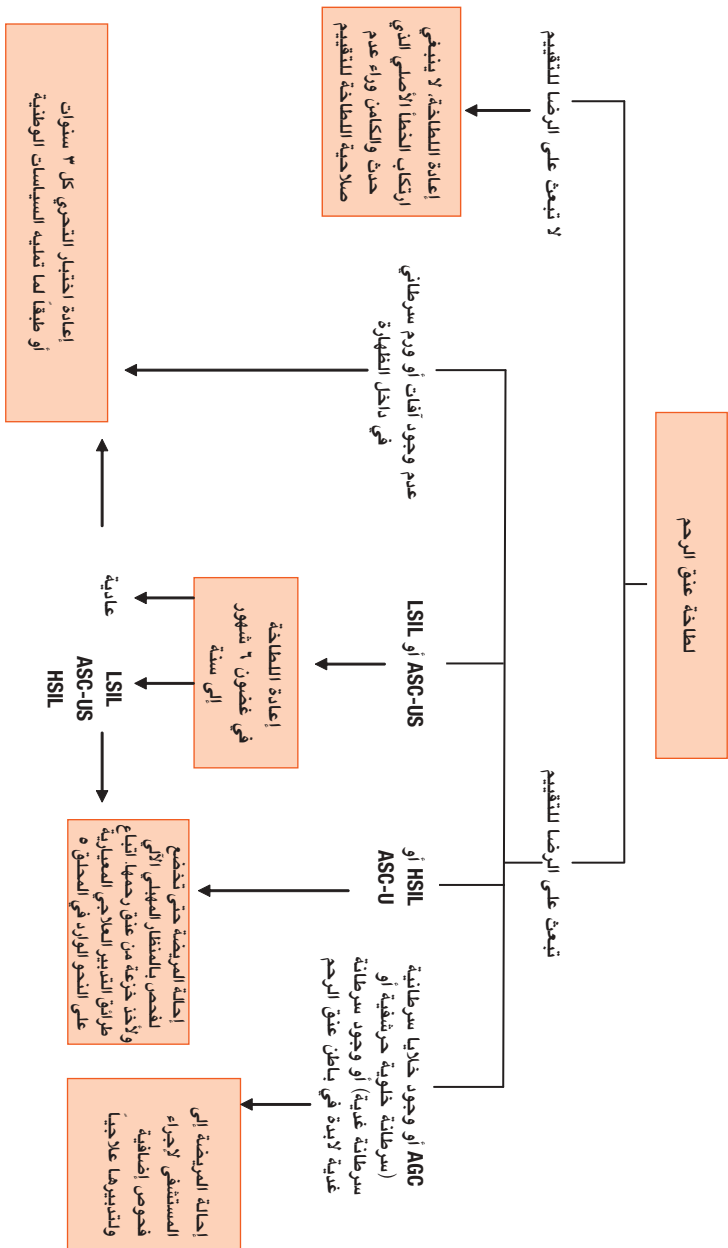 لطاخة عنق الرحم
لا تبعث على الرضا للتقييم
تبعث على الرضا للتقييم
إعادة اللطاخة، لا ينبغي
ارتكاب الخطأ الأصلي الذي
حدث والكامن وراء عدم
صلاحية اللطاخة للتقييم
عدم وجود آفات أو ورم سرطاني
في داخل الظهارة
LSIL أو ASC-US
HSIL أو
ASC-U
AGC أو وجود خلايا سرطانية
(سرطانة خلوية حرشفية أو
سرطانة غدية) أو وجود سرطانة
غدية لابدة في باطن عنق الرحم
إعادة اللطاخة
في غضون ٦ شهور
إلى سنة
عادية
LSIL
ASC-US
HSIL
إعادة اختبار التحري كل ٣ سنوات
أو طبقاً لما تمليه السياسات الوطنية
إحالة المريضة حتى تخضع
لفحص بالمنظار المهبلي الآلي
ولأخذ خزعة من عنق رحمها. اتباع
طرائق التدبير العلاجي المعيارية
على النحو الوارد في المحلق ٥
إحالة المريضة إلى
المستشفى لإجراء
فحوص إضافية
ولتدبيرها علاجياً